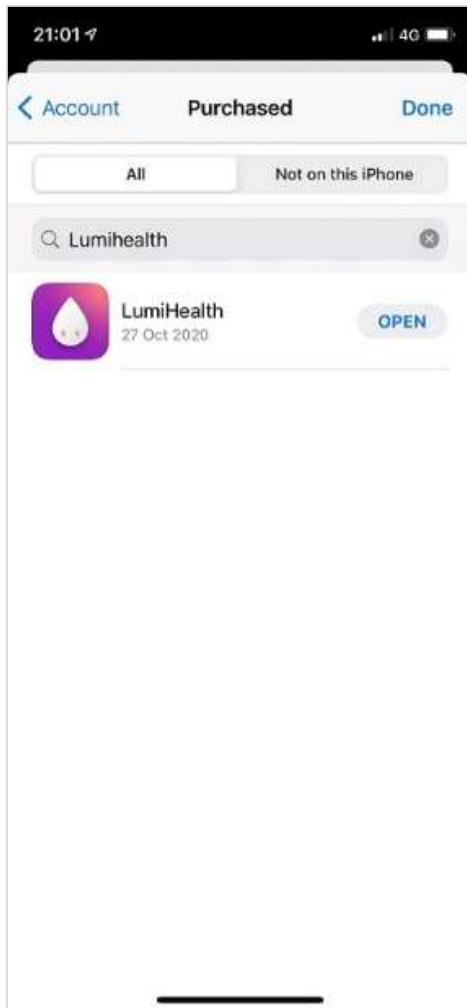 21:01 4G
Account Purchased Done
All Not on this iPhone
Lumihealth
LumiHealth
27 Oct 2020
OPEN